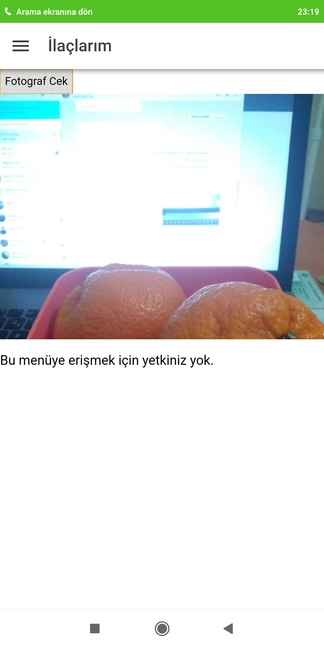 Arama ekranına dön
23:19
İlaçlarım
Fotograf Cek
Bu menüye erişmek için yetkiniz yok.